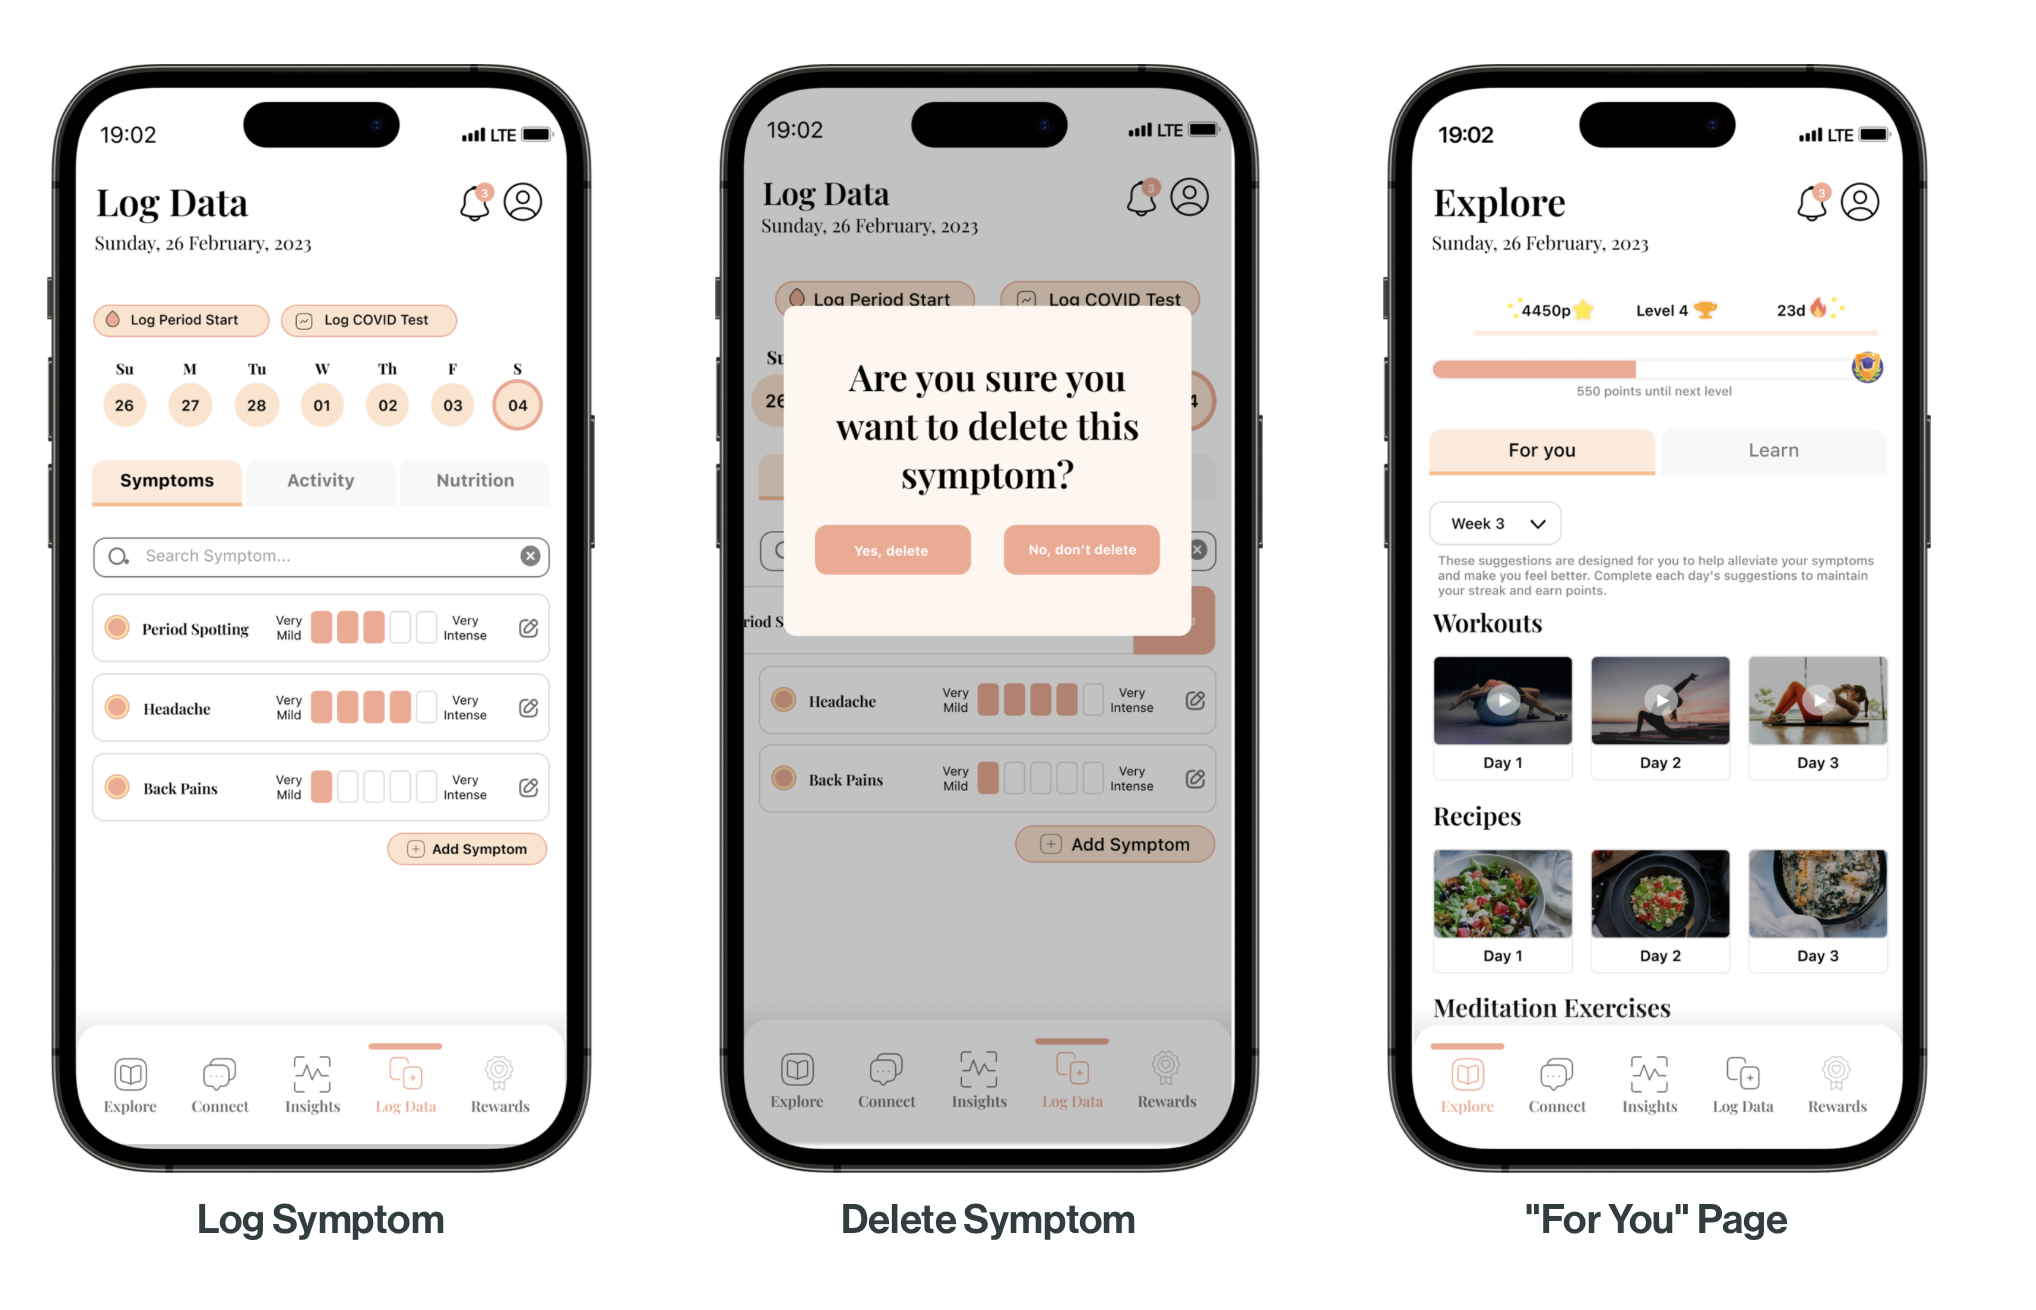 19:02
LTE
Log Data
3
Sunday, 26 February, 2023
Log Period Start
Log COVID Test
Su M Tu W Th F S
26 27 28 01 02 03 04
Symptoms Activity Nutrition
Search Symptom...
Period Spotting Very Mild Very Intense
Headache Very Mild Very Intense
Back Pains Very Mild Very Intense
Add Symptom
Explore Connect Insights Log Data Rewards
Log Symptom
19:02
LTE
Log Data
3
Sunday, 26 February, 2023
Log Period Start
Log COVID Test
Are you sure you
want to delete this
symptom?
Yes, delete
No, don't delete
Headache Very Mild Very Intense
Back Pains Very Mild Very Intense
Add Symptom
Explore Connect Insights Log Data Rewards
Delete Symptom
19:02
LTE
Explore
3
Sunday, 26 February, 2023
4450p Level 4 23d
550 points until next level
For you Learn
Week 3
These suggestions are designed for you to help alleviate your symptoms
and make you feel better. Complete each day's suggestions to maintain
your streak and earn points.
Workouts
Day 1 Day 2 Day 3
Recipes
Day 1 Day 2 Day 3
Meditation Exercises
Explore Connect Insights Log Data Rewards
"For You" Page